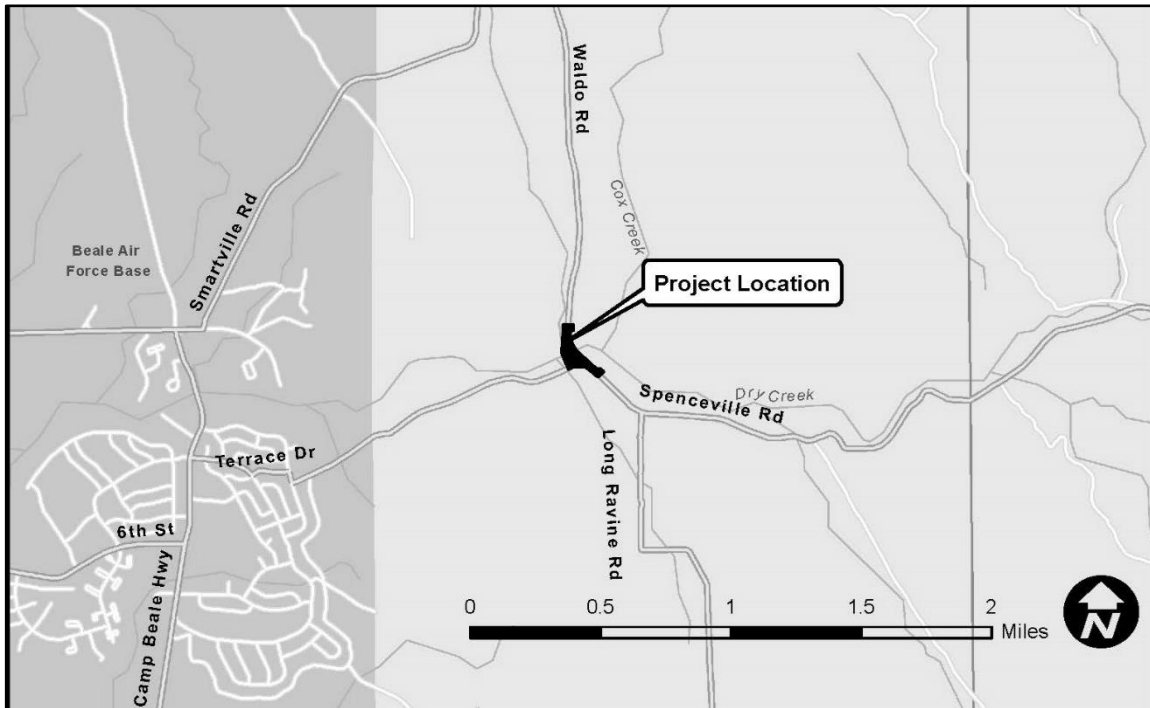 Waldo Rd
Cox Creek
Smartville Rd
Beale Air
Force Base
Project Location
Dry Creek
Spenceville Rd
Terrace Dr
Long Ravine Rd
6th St
Camp Beale Hwy
0 0.5 1 1.5 2
Miles
N